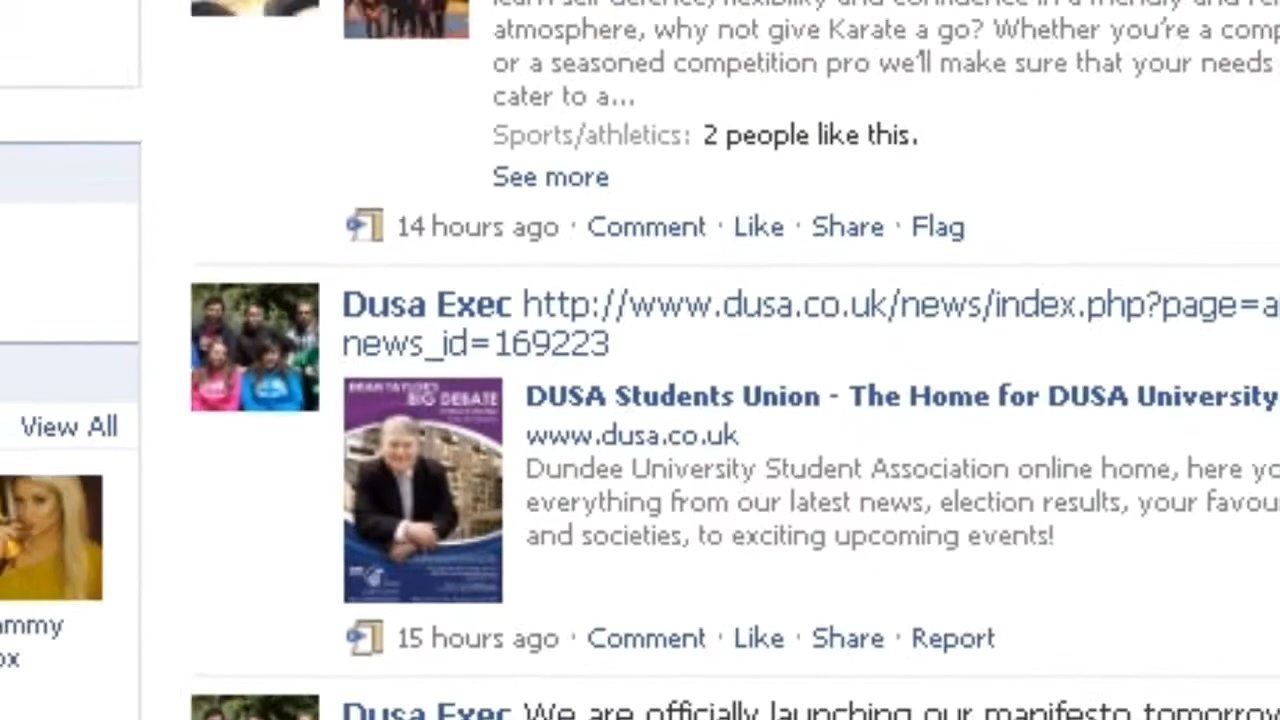 atmosphere, why not give Karate a go? Whether you're a comp
or a seasoned competition pro we'll make sure that your needs
cater to a...
Sports/athletics: 2 people like this.
See more
14 hours ago · Comment · Like · Share · Flag
Dusa Exec http://www.dusa.co.uk/news/index.php?page=a
news_id=169223
BRIAN TAYLOR'S
BIG DEBATE
DUSA Students Union - The Home for DUSA University
www.dusa.co.uk
Dundee University Student Association online home, here yo
everything from our latest news, election results, your favou
and societies, to exciting upcoming events!
15 hours ago · Comment · Like · Share · Report
Dusa Exec We are officially launching our manifesto tomorrow
View All
ammy
ox